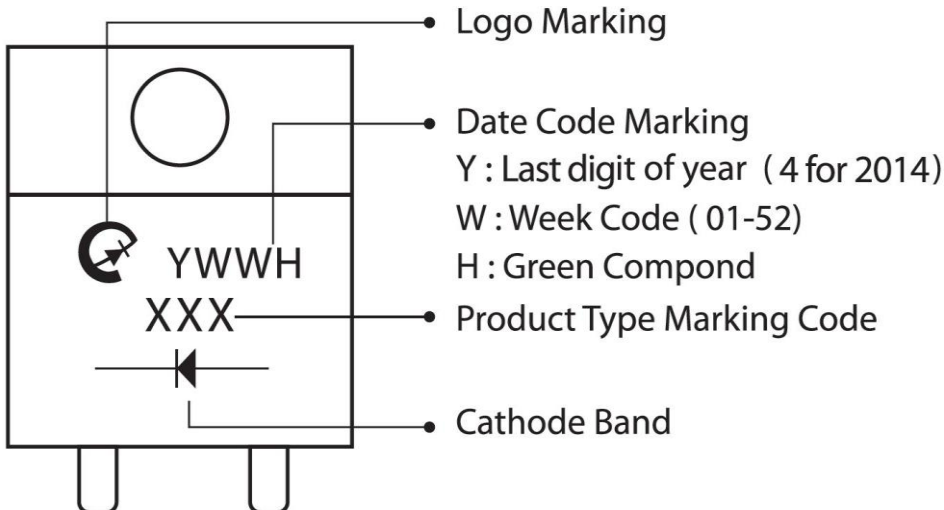 Logo Marking
Date Code Marking
Y : Last digit of year ( 4 for 2014)
W : Week Code ( 01-52)
YWWH
H : Green Compond
XXX
Product Type Marking Code
Cathode Band